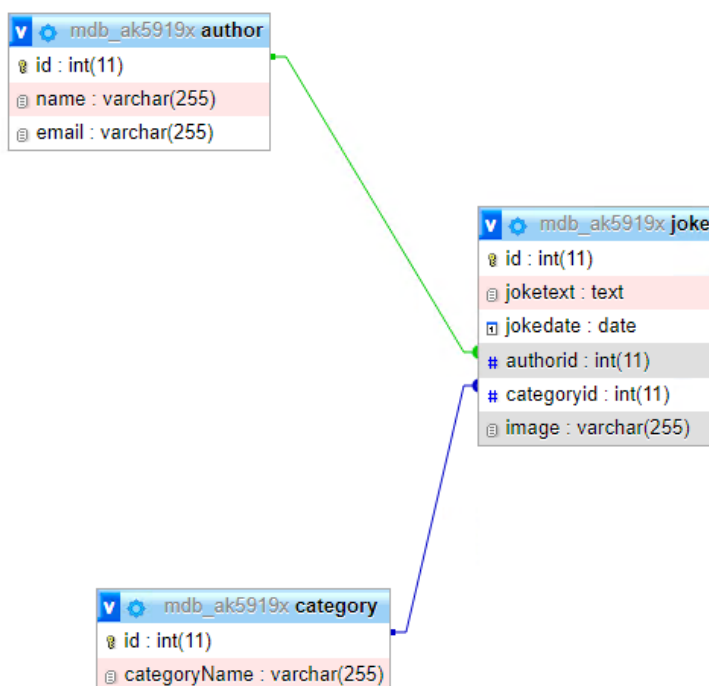 v mdb_ak5919x author
id : int(11)
name : varchar(255)
email : varchar(255)
v mdb_ak5919x joke
id : int(11)
joketext : text
jokedate : date
# authorid : int(11)
# categoryid : int(11)
image : varchar(255)
v mdb_ak5919x category
id : int(11)
categoryName : varchar(255)